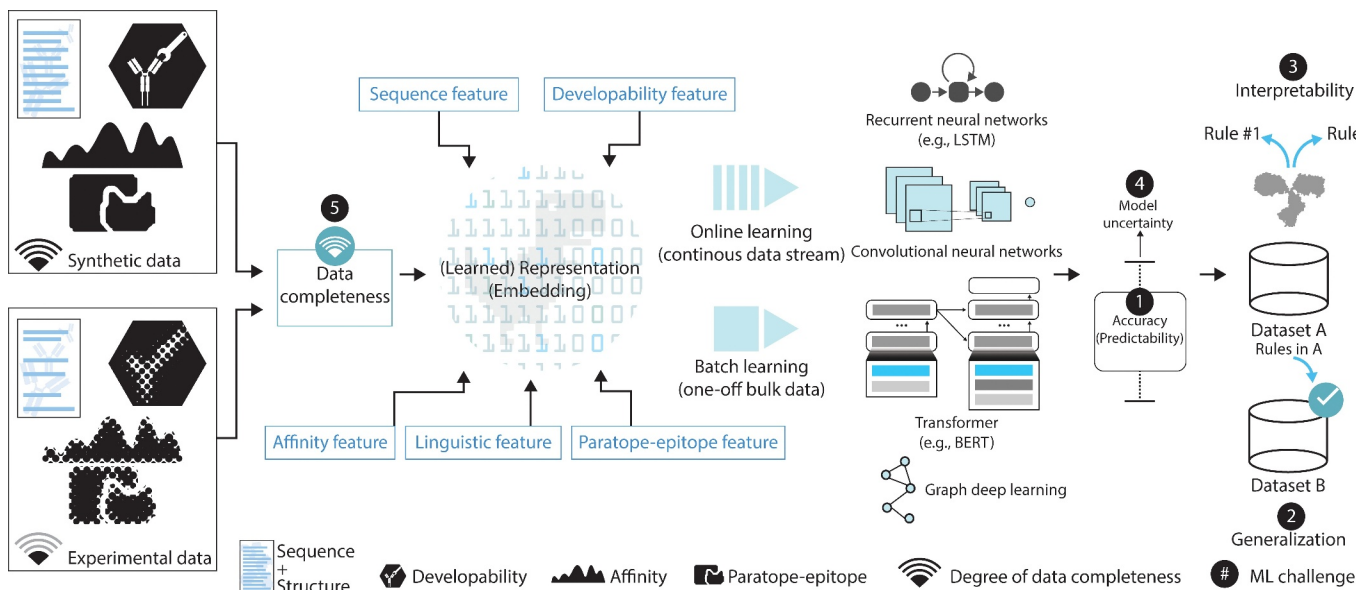 Synthetic data
Experimental data
5
Data
completeness
Sequence feature
Developability feature
(Learned) Representation
(Embedding)
Affinity feature
Linguistic feature
Paratope-epitope feature
Online learning
(continous data stream)
Batch learning
(one-off bulk data)
Recurrent neural networks
(e.g., LSTM)
Convolutional neural networks
...
...
Transformer
(e.g., BERT)
Graph deep learning
4
Model
uncertainty
1
Accuracy
(Predictability)
3
Interpretability
Rule #1
Rule
Dataset A
Rules in A
Dataset B
2
Generalization
Sequence
+
Structure
Developability
Affinity
Paratope-epitope
Degree of data completeness
# ML challenge